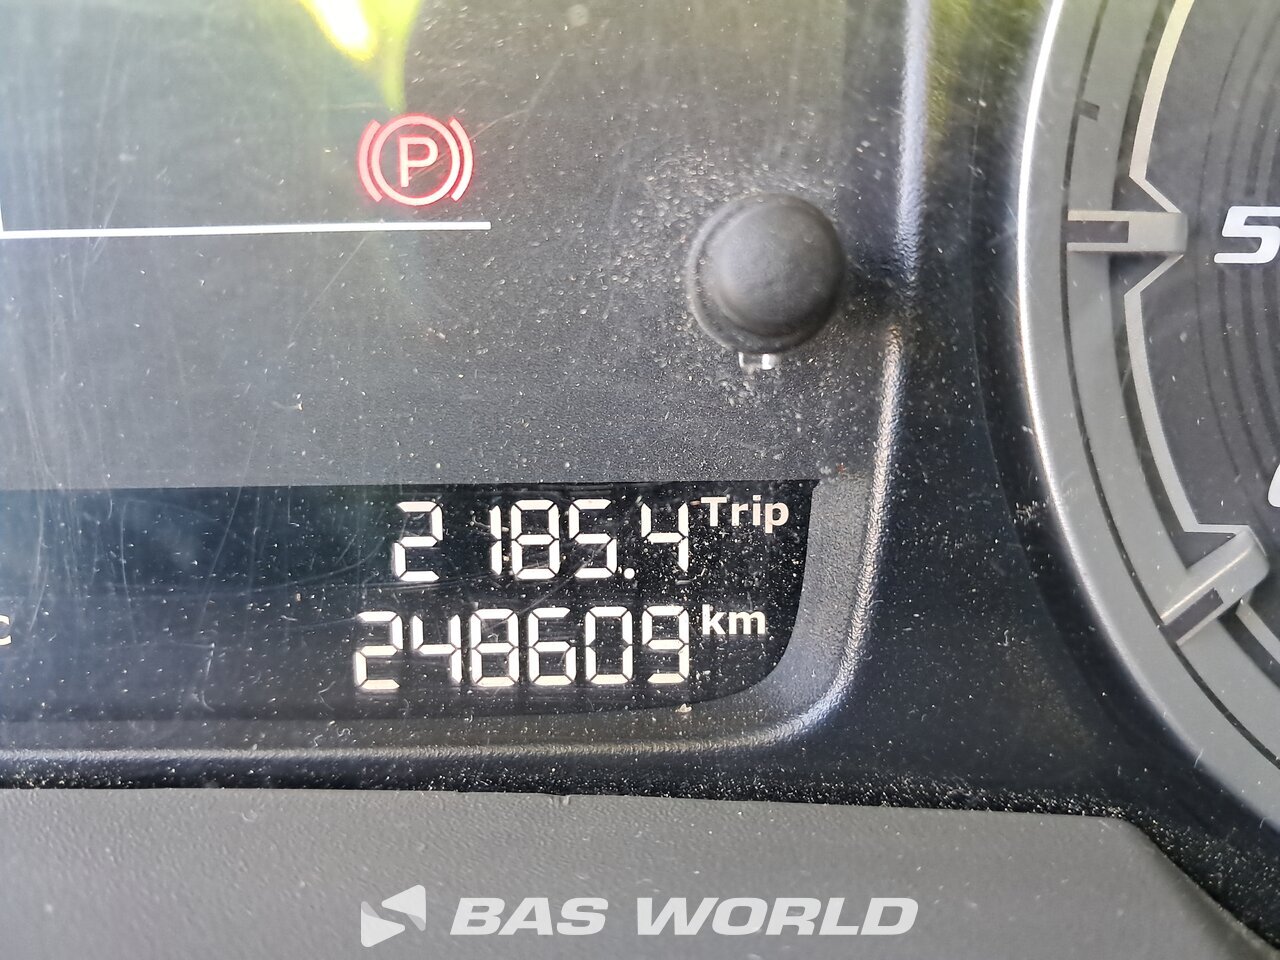 P
5
2185.4 Trip
c
248609 km
BAS WORLD